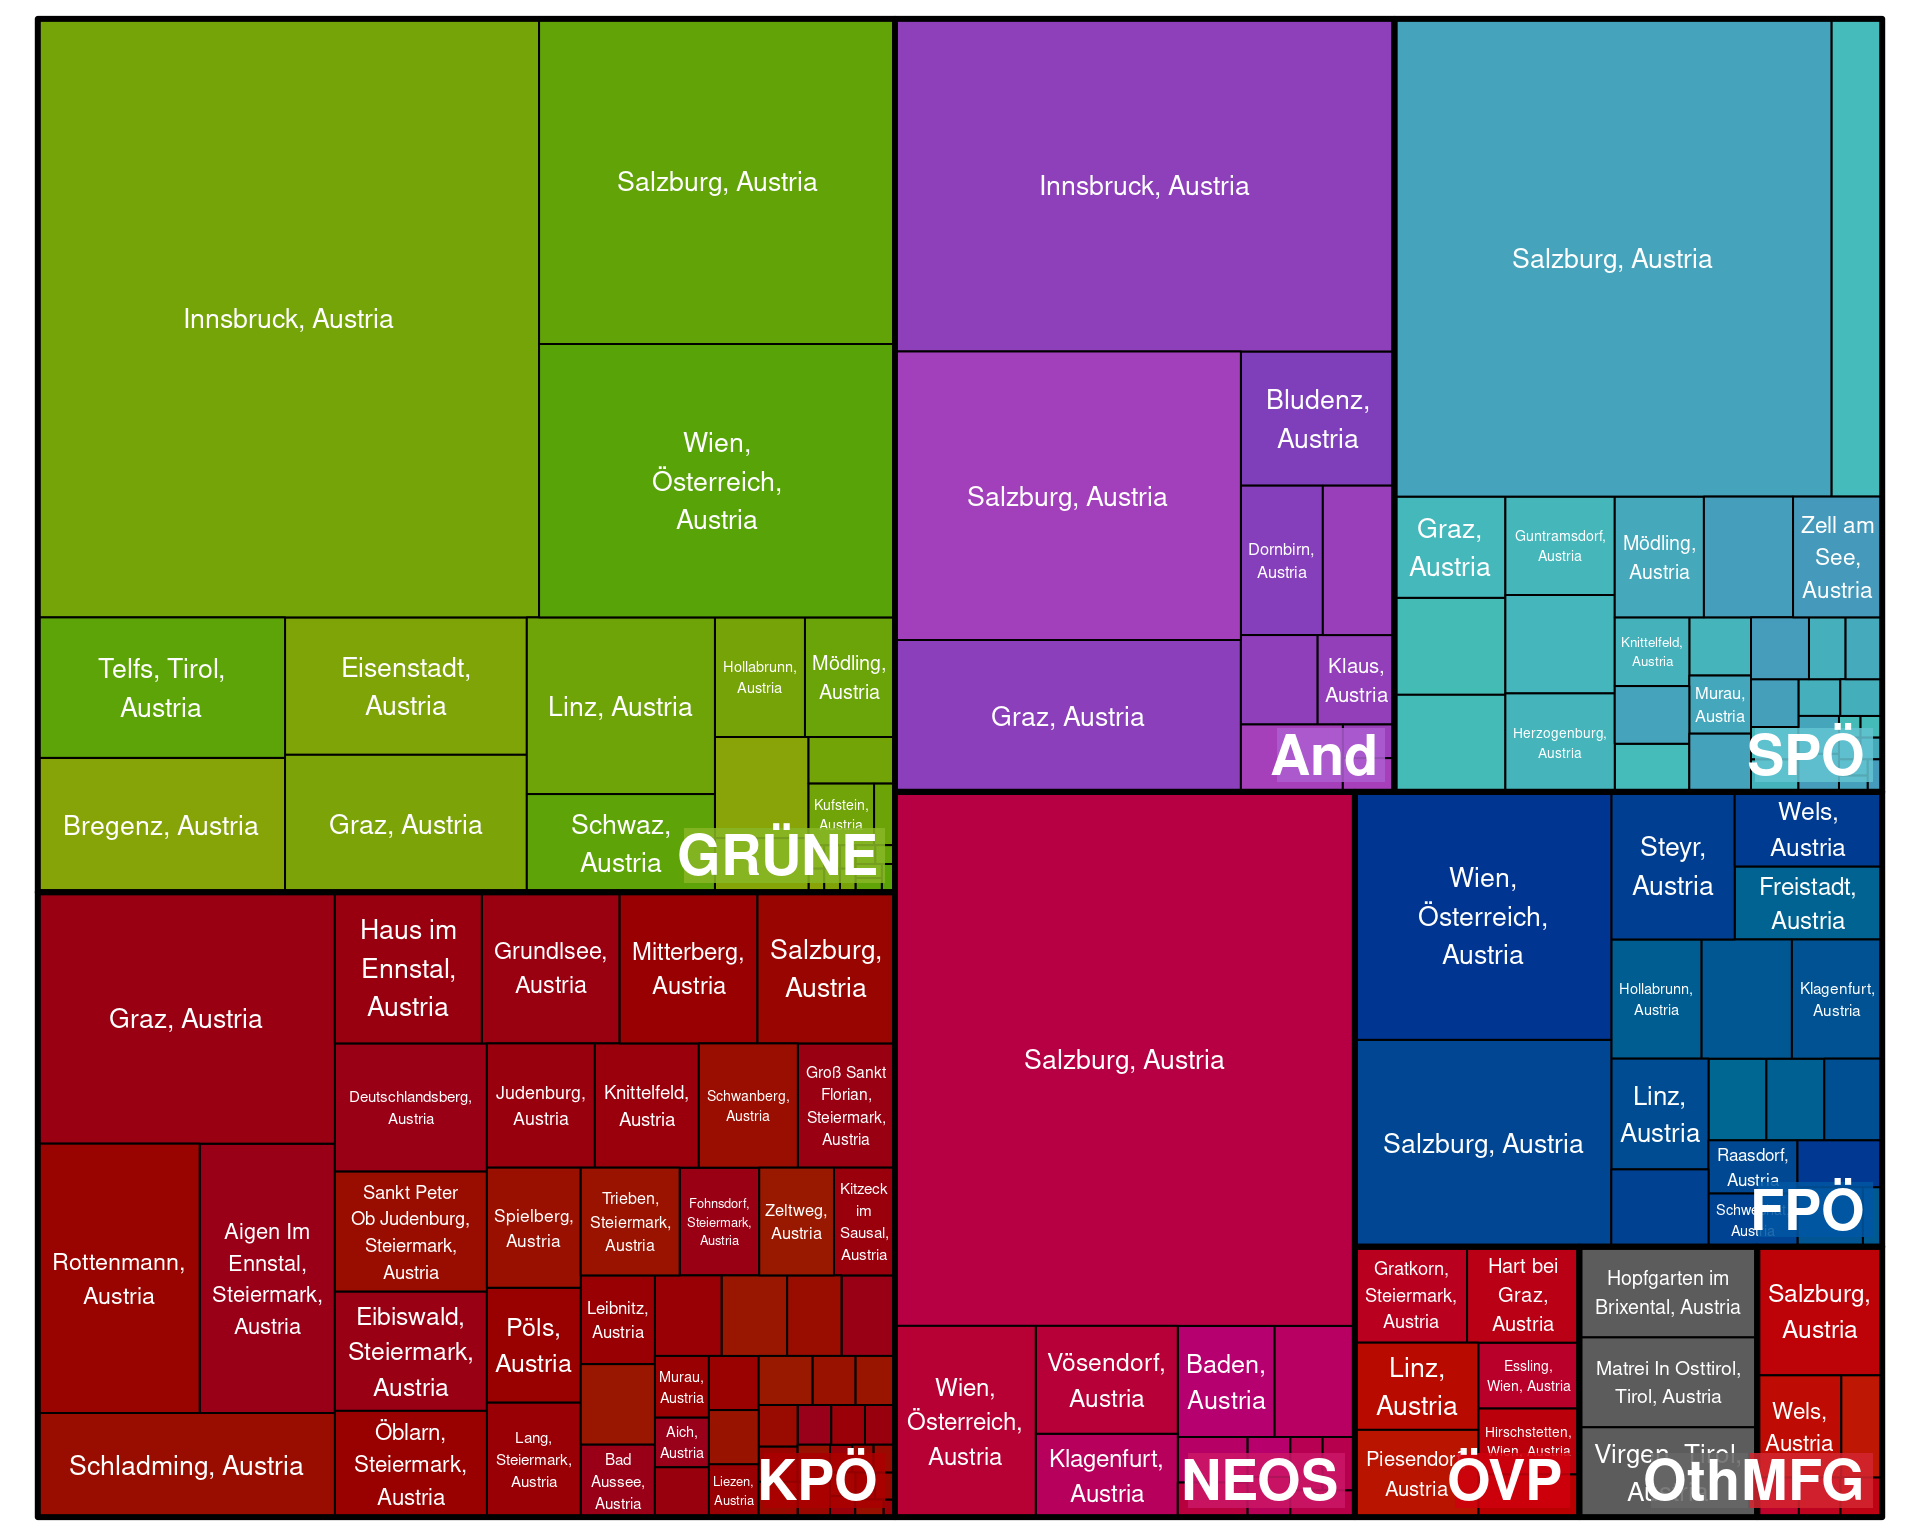 Innsbruck, Austria
Salzburg, Austria
Wien,
Österreich,
Austria
Telfs, Tirol,
Austria
Bregenz, Austria
Eisenstadt,
Austria
Graz, Austria
Linz, Austria
Schwaz,
Austria
Hollabrunn,
Austria
Mödling,
Austria
Kufstein,
Austria
GRÜNE
Innsbruck, Austria
Salzburg, Austria
Graz, Austria
Bludenz,
Austria
Dornbirn,
Austria
Klaus,
Austria
And
Salzburg, Austria
Graz,
Austria
Guntramsdorf,
Austria
Herzogenburg,
Austria
Mödling,
Austria
Zell am
See,
Austria
Knittelfeld,
Austria
Murau,
Austria
SPÖ
Graz, Austria
Rottenmann,
Austria
Aigen Im
Ennstal,
Steiermark,
Austria
Schladming, Austria
Haus im
Ennstal,
Austria
Grundlsee,
Austria
Mitterberg,
Austria
Salzburg,
Austria
Deutschlandsberg,
Austria
Judenburg,
Austria
Knittelfeld,
Austria
Schwanberg,
Austria
Groß Sankt
Florian,
Steiermark,
Austria
Sankt Peter
Ob Judenburg,
Steiermark,
Austria
Eibiswald,
Steiermark,
Austria
Öblarn,
Steiermark,
Austria
Spielberg,
Austria
Pöls,
Austria
Lang,
Steiermark,
Austria
Trieben,
Steiermark,
Austria
Fohnsdorf,
Steiermark,
Austria
Zeltweg,
Austria
Kitzeck
im
Sausal,
Austria
Leibnitz,
Austria
Bad
Aussee,
Austria
Murau,
Austria
Aich,
Austria
Liezen,
Austria
KPÖ
Salzburg, Austria
Wien,
Österreich,
Austria
Vösendorf,
Austria
Klagenfurt,
Austria
Baden,
Austria
NEOS
Wien,
Österreich,
Austria
Salzburg, Austria
Steyr,
Austria
Wels,
Austria
Freistadt,
Austria
Hollabrunn,
Austria
Klagenfurt,
Austria
Linz,
Austria
Raasdorf,
Austria
Austria
FPÖ
Gratkorn,
Steiermark,
Austria
Hart bei
Graz,
Austria
Linz,
Austria
Piesendorf,
Austria
Essling,
Wien, Austria
Hirschstetten,
Wien, Austria
ÖVP
Hopfgarten im
Brixental, Austria
Matrei In Osttirol,
Tirol, Austria
Virgen, Tirol,
Austria
Salzburg,
Austria
Wels,
Austria
OthMFG